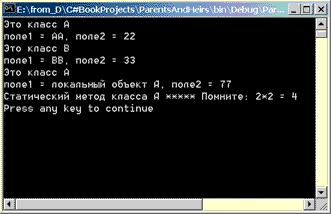 E:\from_D\C#BookProjects\ParentsAndHeirs\bin\Debug\Par...
Это класс A
поле1 = AA, поле2 = 22
Это класс B
поле1 = BB, поле2 = 33
Это класс A
поле1 = локальный объект A, поле2 = 77
Статический метод класса A ***** Помните: 2*2 = 4
Press any key to continue